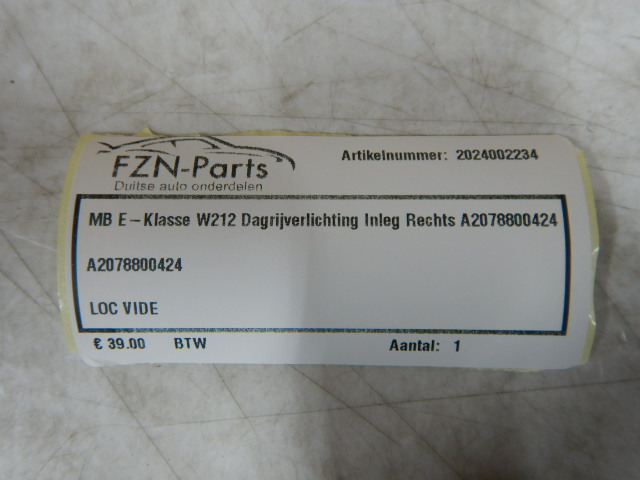 FZN-Parts
Duitse auto onderdelen
Artikelnummer: 2024002234
MB E-Klasse W212 Dagrijverlichting Inleg Rechts A2078800424
A2078800424
LOC VIDE
€ 39.00 BTW Aantal: 1